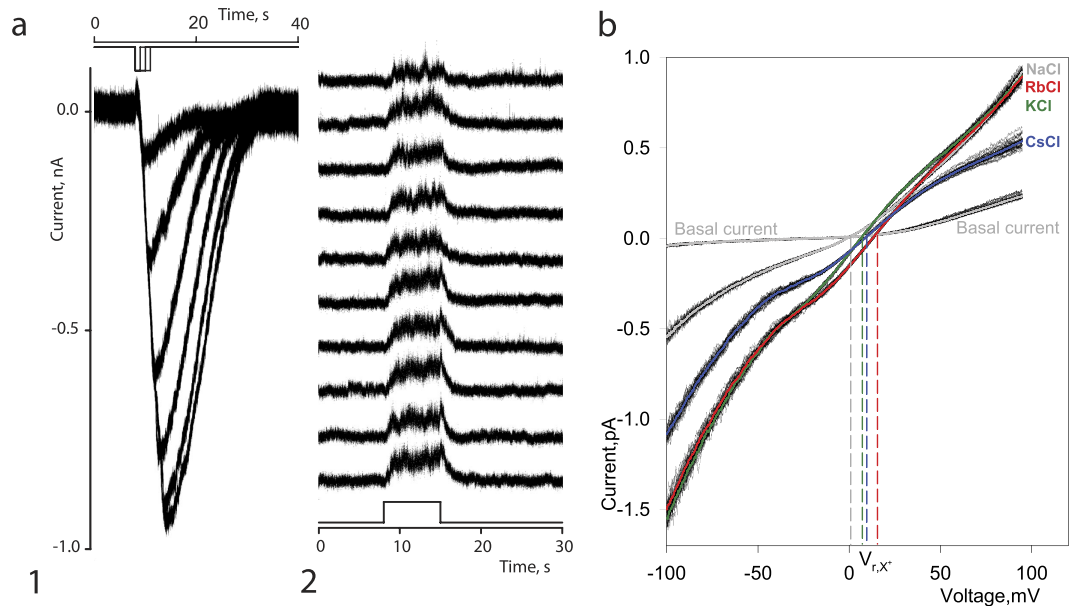 a
Time, s
0 20 40
0.0
-0.5
-1.0
Current, nA
1
0 10 20 30
Time, s
2
b
1.0
0.5
0.0
-0.5
-1.0
-1.5
Current,pA
NaCl
RbCl
KCl
CsCl
Basal current
Basal current
Vr,X+
-100 -50 0 50 100
Voltage,mV